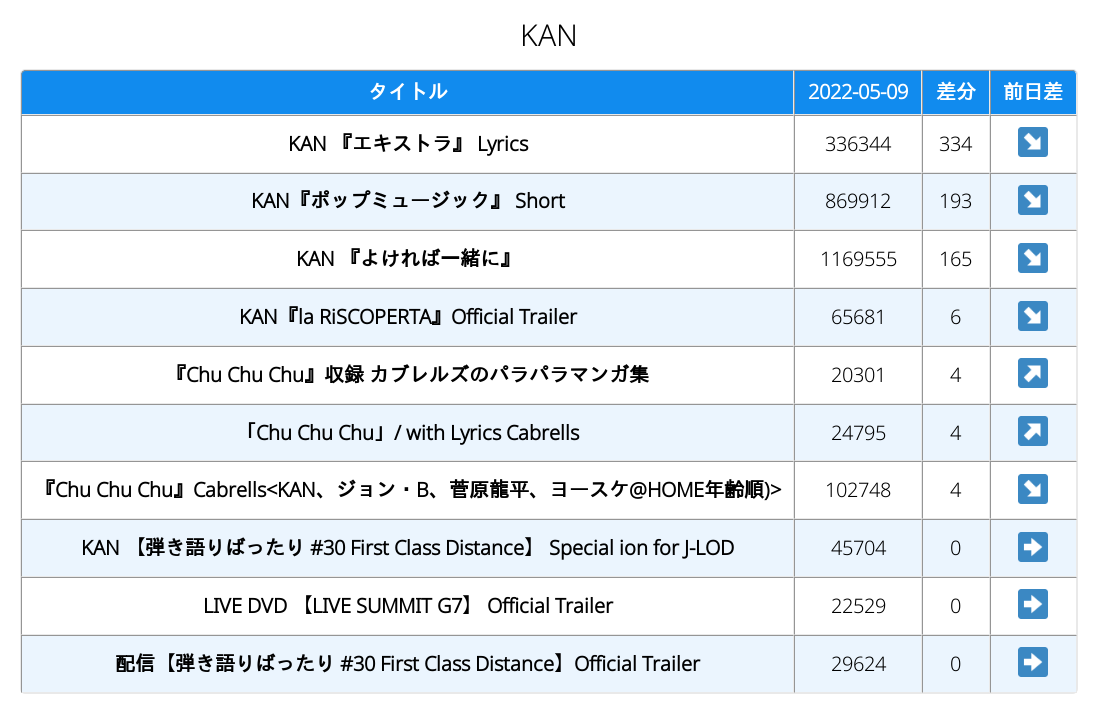 KAN
タイトル 2022-05-09 差分 前日差
KAN 『エキストラ』 Lyrics 336344 334 ↘
KAN『ポップミュージック』 Short 869912 193 ↘
KAN 『よければ一緒に』 1169555 165 ↘
KAN『la RiSCOPERTA』Official Trailer 65681 6 ↘
『Chu Chu Chu』収録 カブレルズのパラパラマンガ集 20301 4 ↗
「Chu Chu Chu」/ with Lyrics Cabrells 24795 4 ↗
『Chu Chu Chu』Cabrells<KAN、ジョン・B、菅原龍平、ヨースケ@HOME年齢順)> 102748 4 ↘
KAN 【弾き語りばったり #30 First Class Distance】 Special ion for J-LOD 45704 0 →
LIVE DVD 【LIVE SUMMIT G7】 Official Trailer 22529 0 →
配信【弾き語りばったり #30 First Class Distance】Official Trailer 29624 0 →